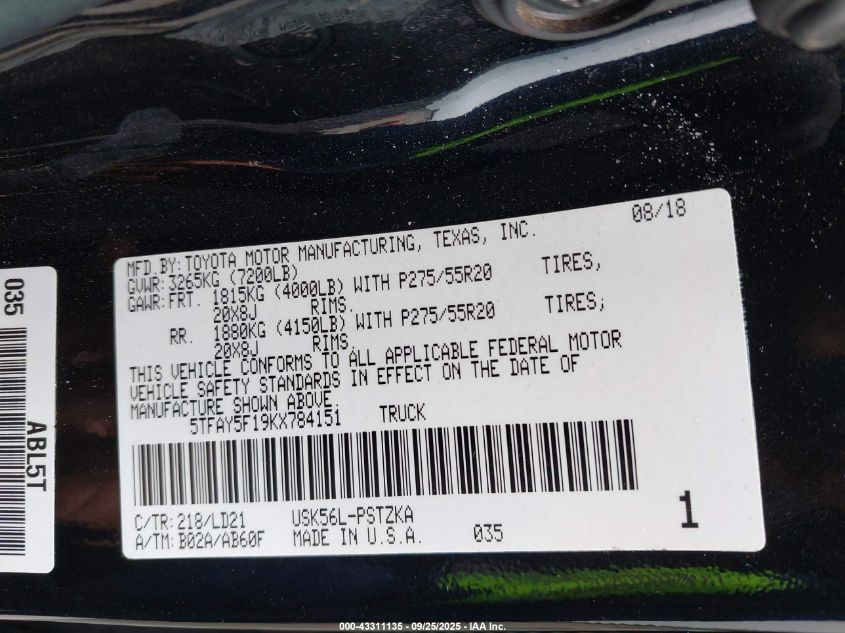 08/18
MFD.BY: TOYOTA MOTOR MANUFACTURING, TEXAS, INC.
GVWR: 3265KG (7200LB)
GAWR: FRT. 1815KG (4000LB) WITH P275/55R20 TIRES,
20X8J RIMS.
RR. 1880KG (4150LB) WITH P275/55R20 TIRES;
20X8J RIMS.
THIS VEHICLE CONFORMS TO ALL APPLICABLE FEDERAL MOTOR
VEHICLE SAFETY STANDARDS IN EFFECT ON THE DATE OF
MANUFACTURE SHOWN ABOVE.
5TFAY5F19KX784151 TRUCK
C/TR: 218/LD21 USK56L-PSTZKA
A/TM: B02A/AB60F MADE IN U.S.A. 035
1
035
ABL5T
000-43311135 - 09/25/2025 - IAA Inc.